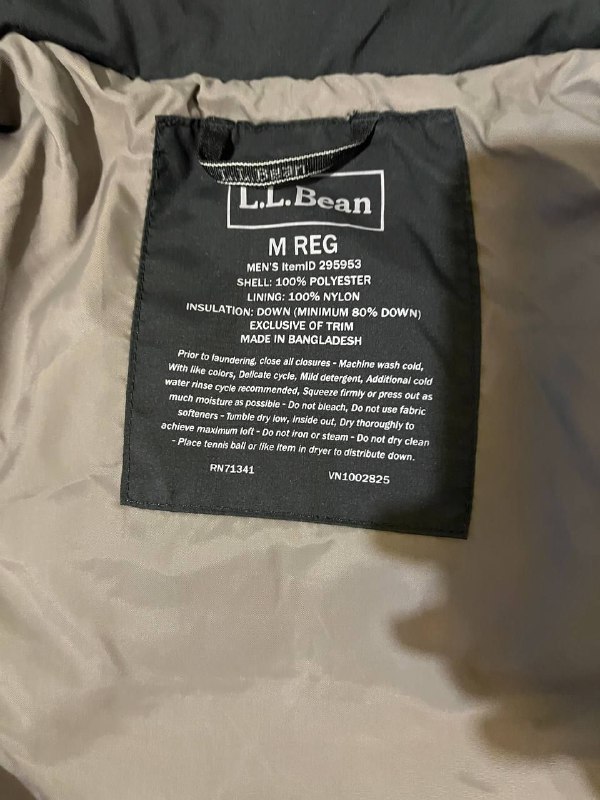 L.L. Bean
L.L.Bean
M REG
MEN'S ItemID 295953
SHELL: 100% POLYESTER
LINING: 100% NYLON
INSULATION: DOWN (MINIMUM 80% DOWN)
EXCLUSIVE OF TRIM
MADE IN BANGLADESH
Prior to laundering, close all closures - Machine wash cold,
With like colors, Delicate cycle, Mild detergent, Additional cold
water rinse cycle recommended, Squeeze firmly or press out as
much moisture as possible - Do not bleach, Do not use fabric
softeners - Tumble dry low, Inside out, Dry thoroughly to
achieve maximum loft - Do not iron or steam - Do not dry clean
- Place tennis ball or like item in dryer to distribute down.
RN71341 VN1002825